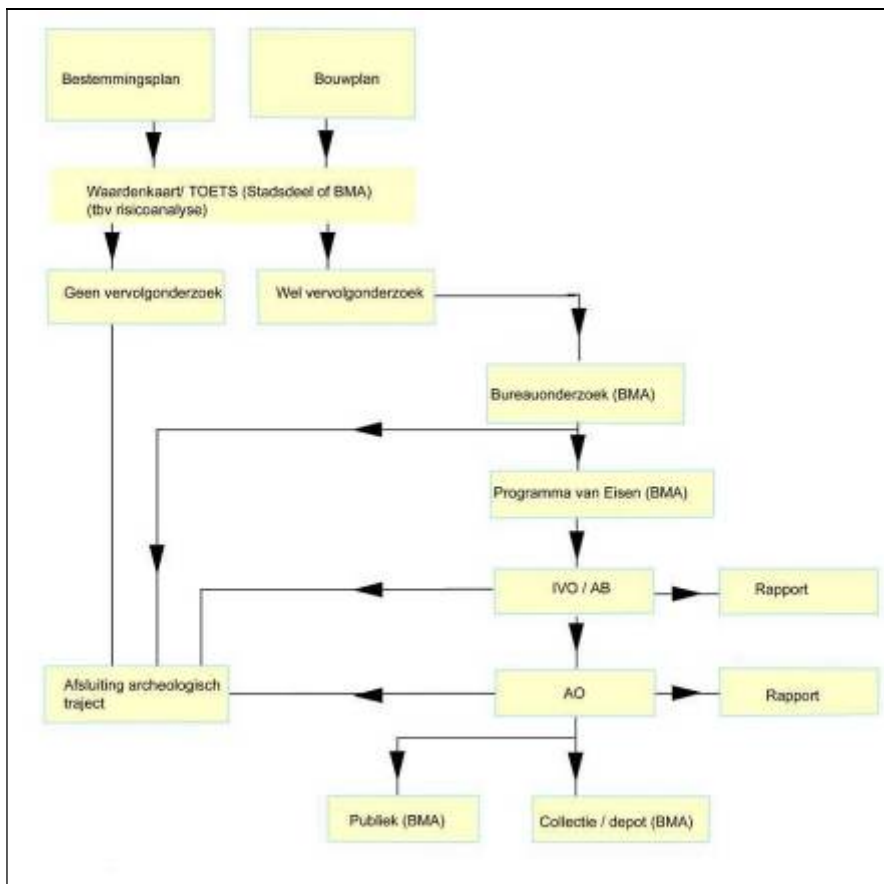 Bestemmingsplan
Bouwplan
Waardenkaart/ TOETS (Stadsdeel of BMA)
(tbv risicoanalyse)
Geen vervolgonderzoek
Wel vervolgonderzoek
Bureauonderzoek (BMA)
Programma van Eisen (BMA)
IVO / AB
Rapport
Afsluiting archeologisch
traject
AO
Rapport
Publiek (BMA)
Collectie / depot (BMA)